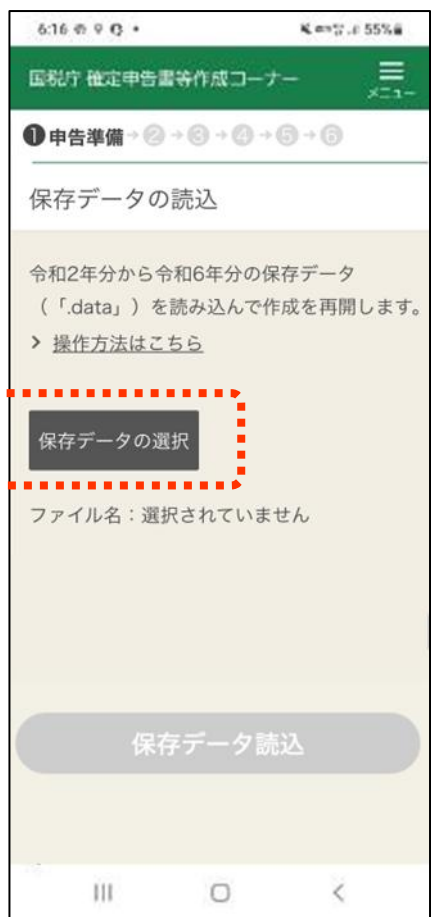 6:16
55%
国税庁 確定申告書等作成コーナー
メニュー
❶申告準備→②→③→④→⑤→⑥
保存データの読込
令和2年分から令和6年分の保存データ
（「.data」）を読み込んで作成を再開します。
> 操作方法はこちら
保存データの選択
ファイル名：選択されていません
保存データ読込